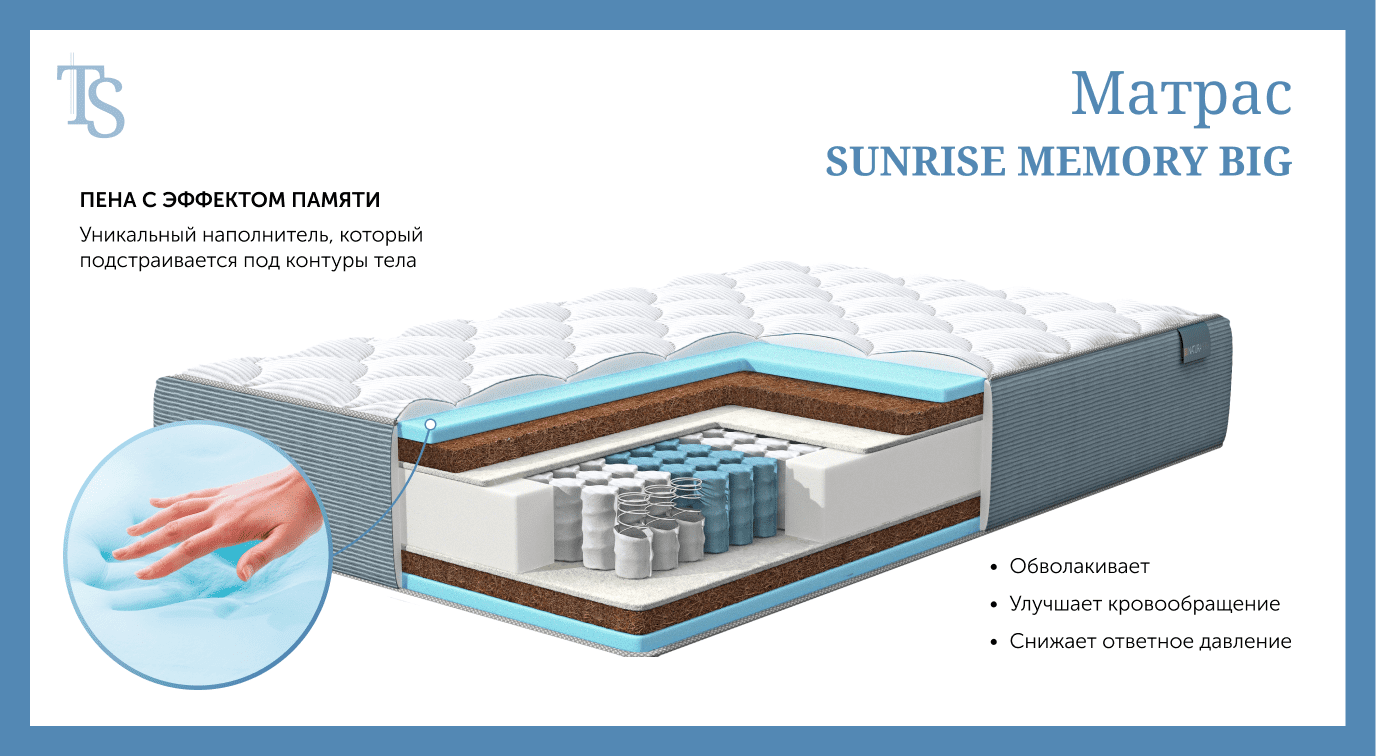 TS
Матрас
SUNRISE MEMORY BIG
ПЕНА С ЭФФЕКТОМ ПАМЯТИ
Уникальный наполнитель, который
подстраивается под контуры тела
• Обволакивает
• Улучшает кровообращение
• Снижает ответное давление